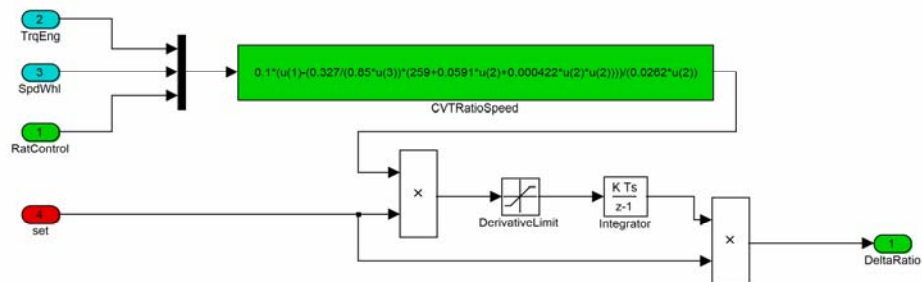 2
TrqEng
3
SpdWhl
1
RatControl
0.1*(u(1)-(0.327/(0.85*u(3))*(259+0.0591*u(2)+0.000422*u(2)*u(2))))/(0.0262*u(2))
CVTRatioSpeed
4
set
×
DerivativeLimit
K Ts
z-1
Integrator
×
1
DeltaRatio